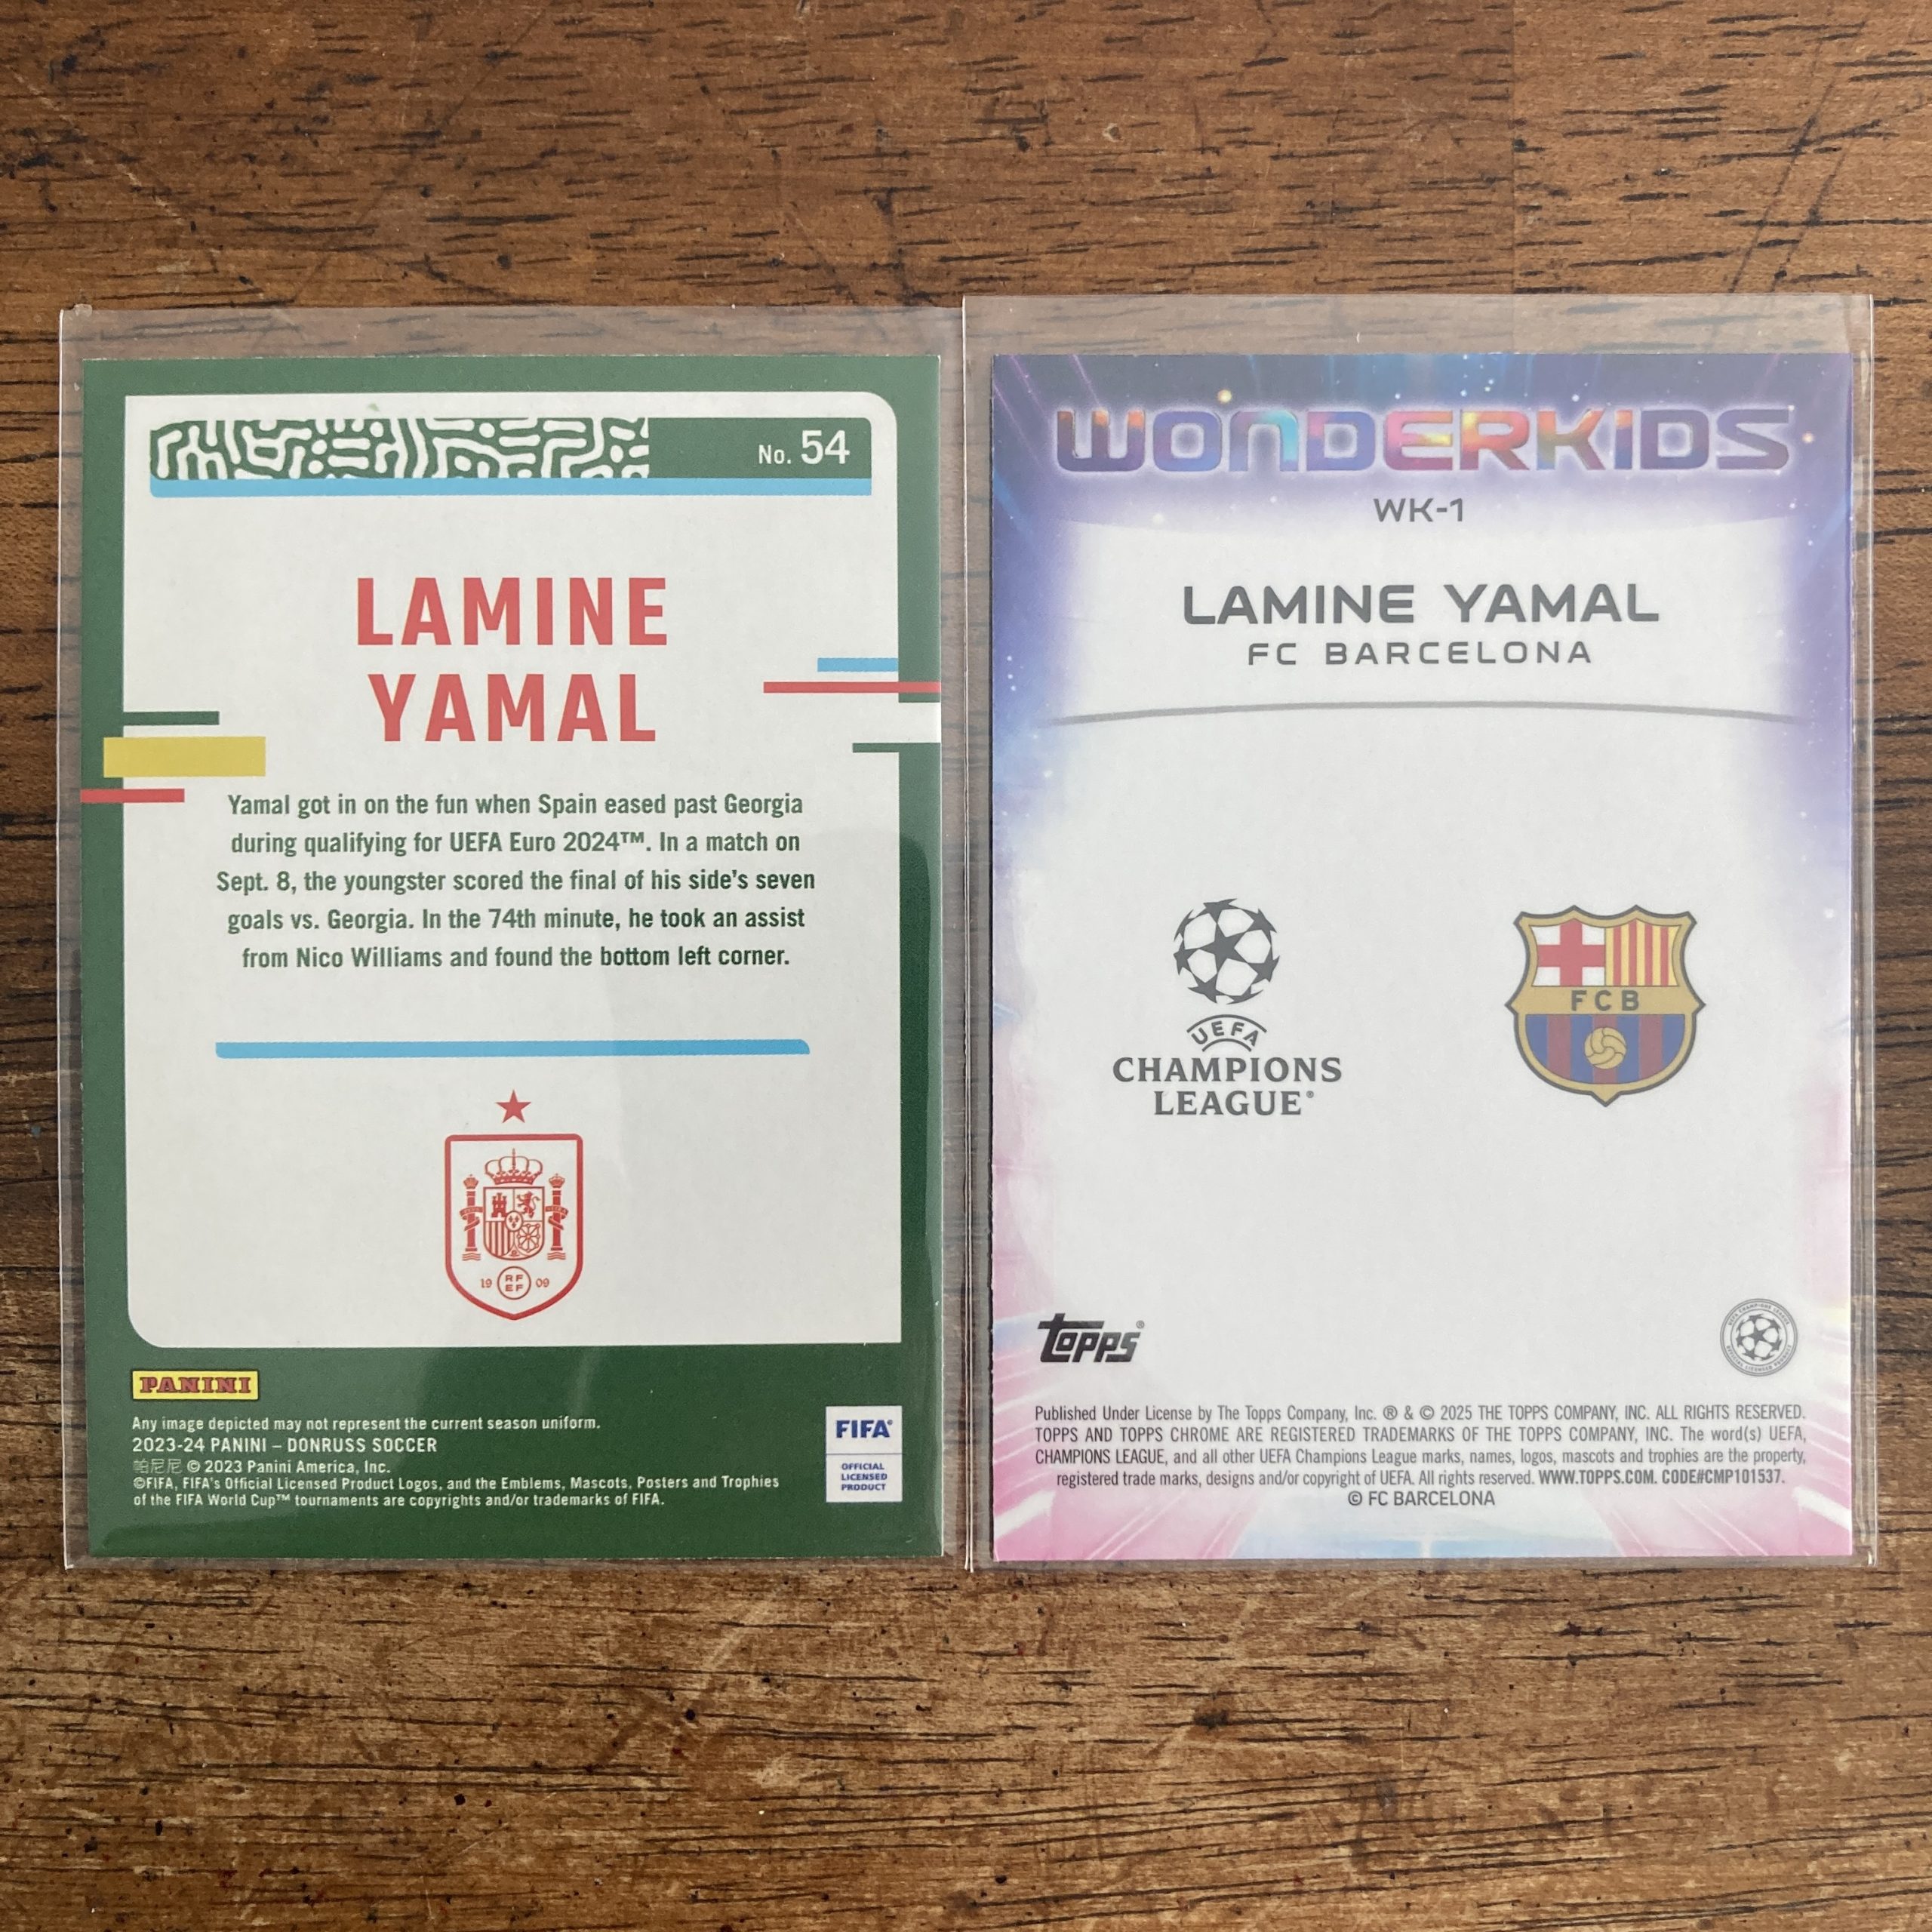 No. 54
LAMINE
YAMAL
Yamal got in on the fun when Spain eased past Georgia
during qualifying for UEFA Euro 2024™. In a match on
Sept. 8, the youngster scored the final of his side's seven
goals vs. Georgia. In the 74th minute, he took an assist
from Nico Williams and found the bottom left corner.
19 RF 09
EF
PANINI
Any image depicted may not represent the current season uniform.
2023-24 PANINI – DONRUSS SOCCER
帕尼尼 © 2023 Panini America, Inc.
©FIFA, FIFA's Official Licensed Product Logos, and the Emblems, Mascots, Posters and Trophies
of the FIFA World Cup™ tournaments are copyrights and/or trademarks of FIFA.
FIFA®
OFFICIAL
LICENSED
PRODUCT
WONDERKIDS
WK-1
LAMINE YAMAL
FC BARCELONA
UEFA
CHAMPIONS
LEAGUE®
FCB
topps®
Published Under License by The Topps Company, Inc. ® & © 2025 THE TOPPS COMPANY, INC. ALL RIGHTS RESERVED.
TOPPS AND TOPPS CHROME ARE REGISTERED TRADEMARKS OF THE TOPPS COMPANY, INC. The word(s) UEFA,
CHAMPIONS LEAGUE, and all other UEFA Champions League marks, names, logos, mascots and trophies are the property,
registered trade marks, designs and/or copyright of UEFA. All rights reserved. WWW.TOPPS.COM. CODE#CMP101537.
© FC BARCELONA